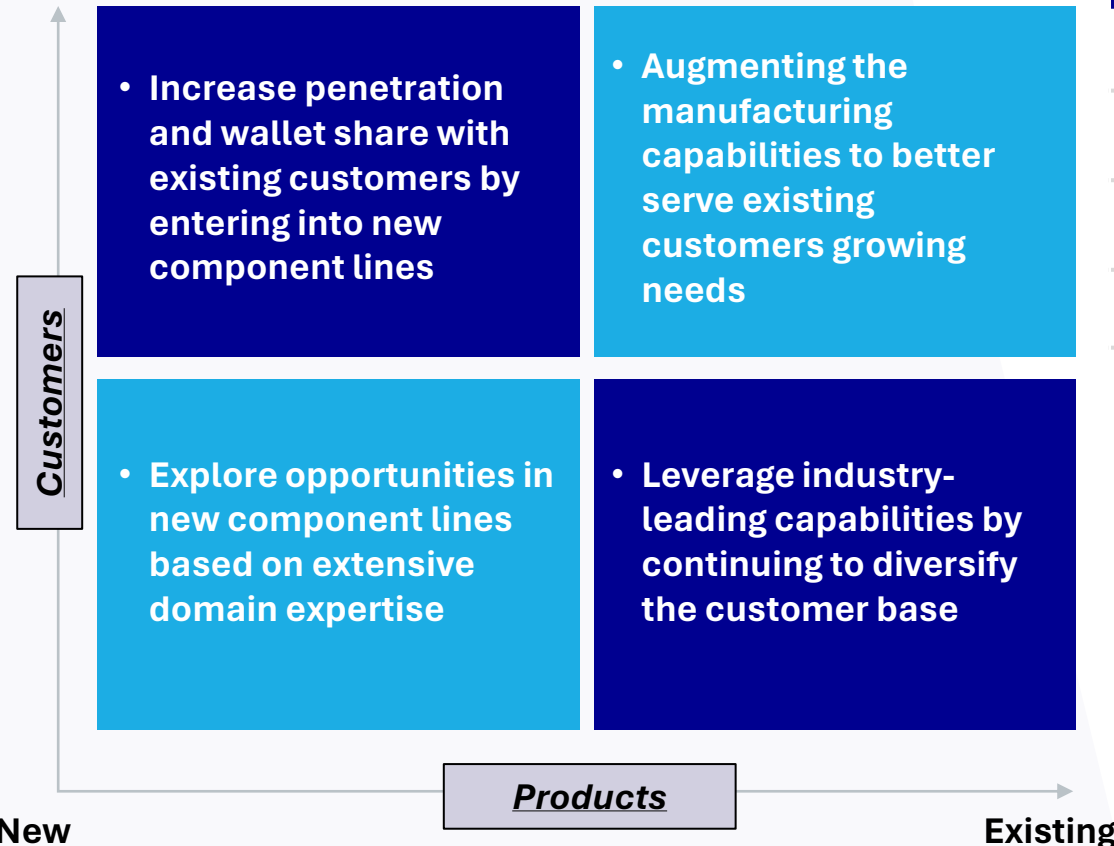 • Increase penetration
and wallet share with
existing customers by
entering into new
component lines
• Augmenting the
manufacturing
capabilities to better
serve existing
customers growing
needs
Customers
• Explore opportunities in
new component lines
based on extensive
domain expertise
• Leverage industry-
leading capabilities by
continuing to diversify
the customer base
Products
New
Existing